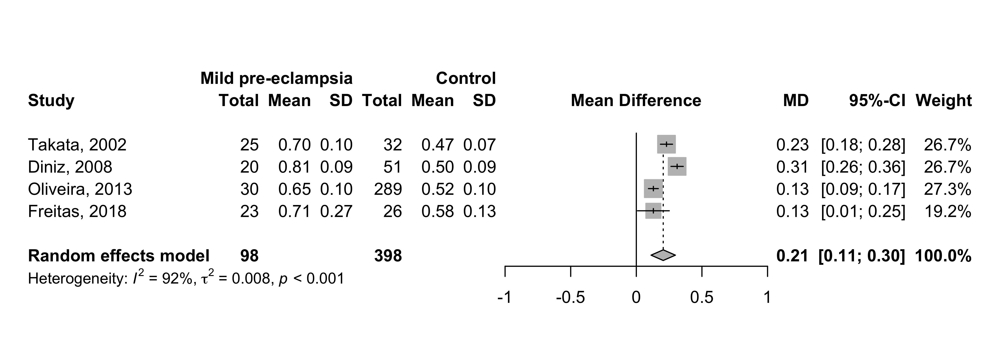 Mild pre-eclampsia Control
Study Total Mean SD Total Mean SD Mean Difference MD 95%-CI Weight
Takata, 2002 25 0.70 0.10 32 0.47 0.07 0.23 [0.18; 0.28] 26.7%
Diniz, 2008 20 0.81 0.09 51 0.50 0.09 0.31 [0.26; 0.36] 26.7%
Oliveira, 2013 30 0.65 0.10 289 0.52 0.10 0.13 [0.09; 0.17] 27.3%
Freitas, 2018 23 0.71 0.27 26 0.58 0.13 0.13 [0.01; 0.25] 19.2%
Random effects model 98 398 0.21 [0.11; 0.30] 100.0%
Heterogeneity: I² = 92%, τ² = 0.008, p < 0.001
-1 -0.5 0 0.5 1